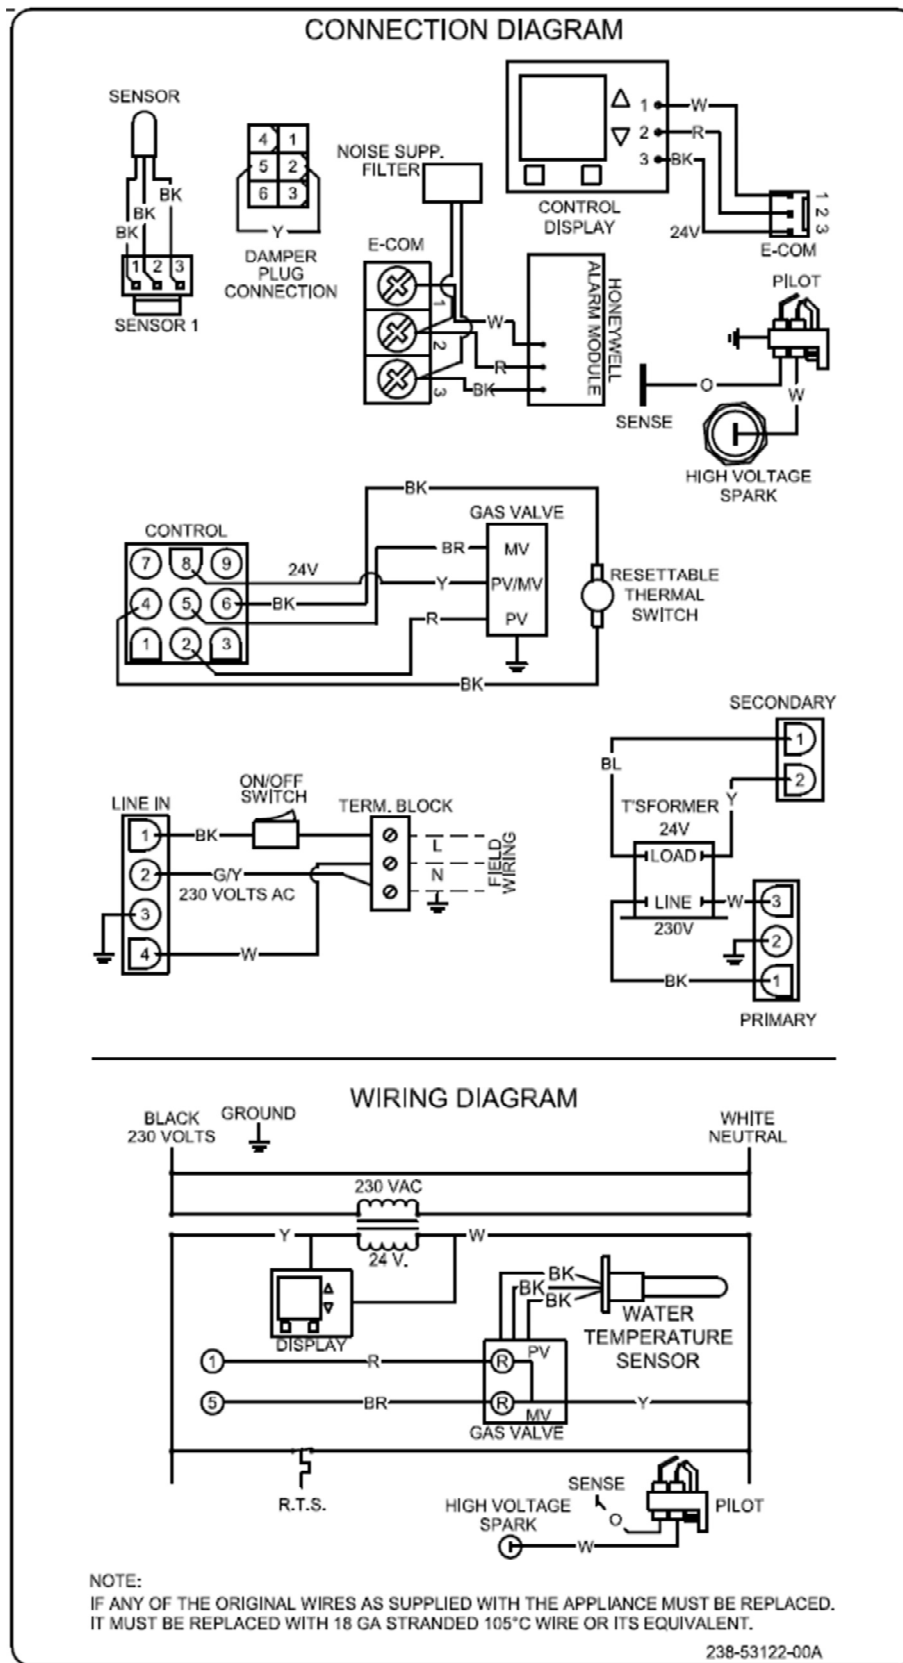 CONNECTION DIAGRAM
SENSOR
BK
BK
BK
1 2 3
SENSOR 1
4 1
5 2
6 3
Y
DAMPER
PLUG
CONNECTION
NOISE SUPP.
FILTER
E-COM
1
2
3
W
R
BK
HONEYWELL
ALARM MODULE
1
2
3
CONTROL
DISPLAY
W
R
BK
24V
1
2
3
E-COM
PILOT
O
W
SENSE
HIGH VOLTAGE
SPARK
CONTROL
7 8 9
4 5 6
1 2 3
24V
BK
BK
BK
GAS VALVE
BR
MV
Y
PV/MV
R
PV
RESETTABLE
THERMAL
SWITCH
LINE IN
1
2
3
4
ON/OFF
SWITCH
BK
G/Y
230 VOLTS AC
W
TERM. BLOCK
L
N
FIELD
WIRING
SECONDARY
1
2
BL
Y
T'SFORMER
24V
LOAD
LINE
230V
W
BK
3
2
1
PRIMARY
WIRING DIAGRAM
BLACK
230 VOLTS
GROUND
WHITE
NEUTRAL
230 VAC
Y
W
24 V.
DISPLAY
BK
BK
BK
WATER
TEMPERATURE
SENSOR
1
R
R
PV
5
BR
R
MV
Y
GAS VALVE
R.T.S.
SENSE
O
HIGH VOLTAGE
SPARK
W
PILOT
NOTE:
IF ANY OF THE ORIGINAL WIRES AS SUPPLIED WITH THE APPLIANCE MUST BE REPLACED.
IT MUST BE REPLACED WITH 18 GA STRANDED 105°C WIRE OR ITS EQUIVALENT.
238-53122-00A